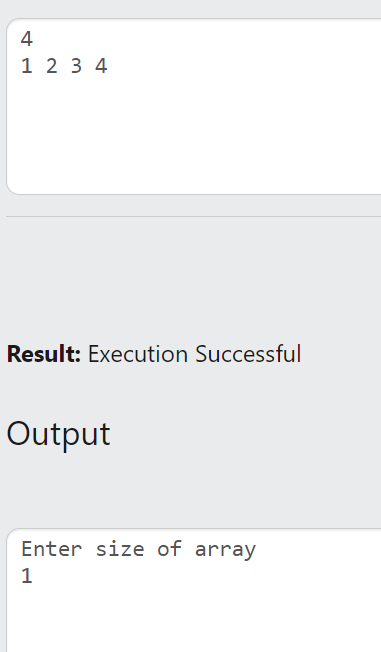 4
1 2 3 4
Result: Execution Successful
Output
Enter size of array
1